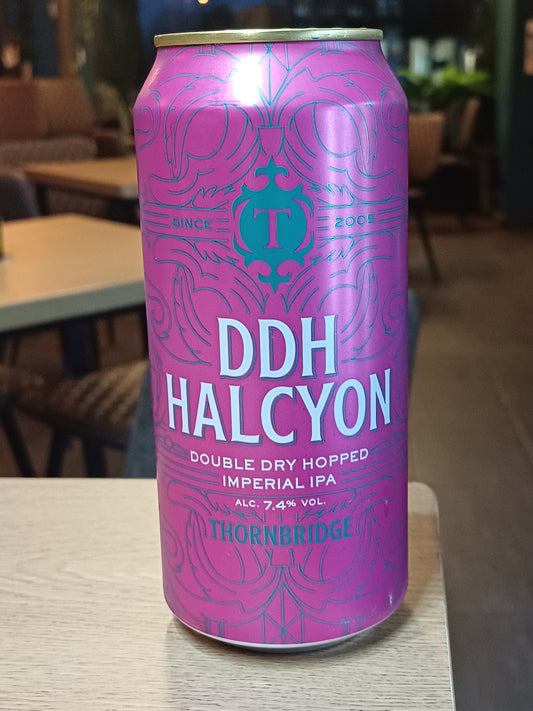 T
SINCE 2005
DDH
HALCYON
DOUBLE DRY HOPPED
IMPERIAL IPA
ALC. 7.4% VOL.
THORNBRIDGE